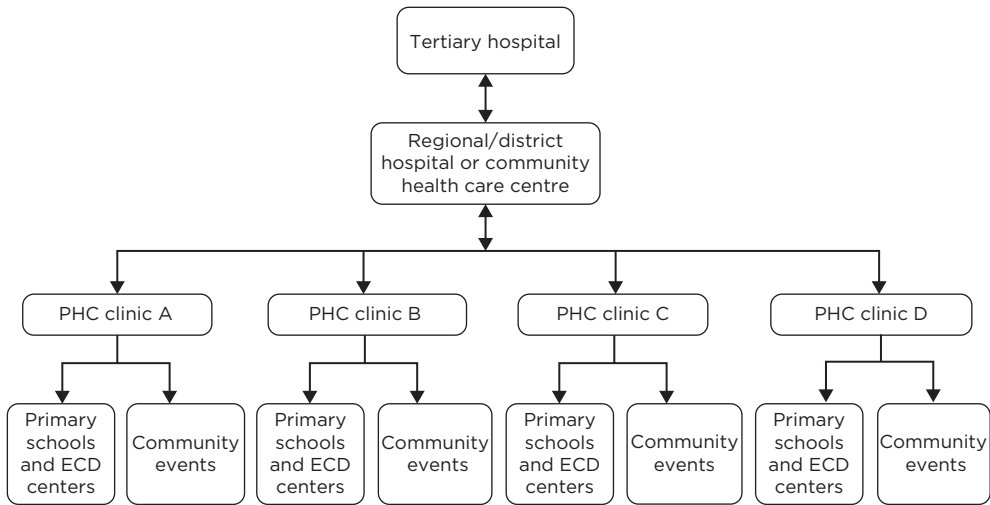 Tertiary hospital
Regional/district
hospital or community
health care centre
PHC clinic A
PHC clinic B
PHC clinic C
PHC clinic D
Primary
schools
and ECD
centers
Community
events
Primary
schools
and ECD
centers
Community
events
Primary
schools
and ECD
centers
Community
events
Primary
schools
and ECD
centers
Community
events